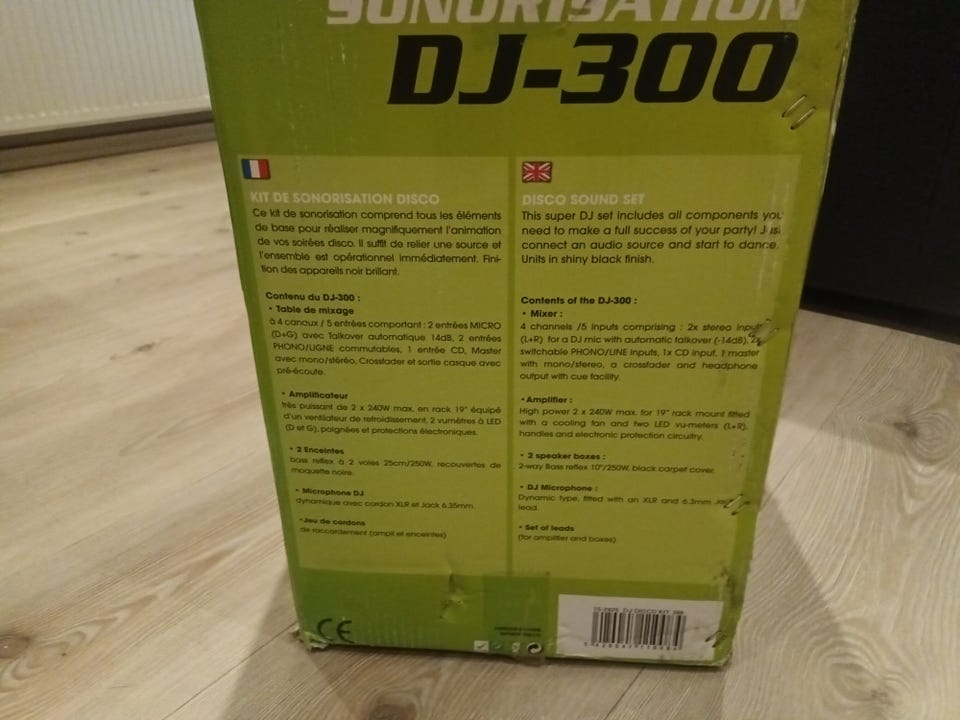 SONORISATION
DJ-300
KIT DE SONORISATION DISCO
Ce kit de sonorisation comprend tous les éléments
de base pour réaliser magnifiquement l'animation
de vos soirées disco. Il suffit de relier une source et
l'ensemble est opérationnel immédiatement. Fini-
tion des appareils noir brillant.
Contenu du DJ-300 :
• Table de mixage
à 4 canaux / 5 entrées comportant : 2 entrées MICRO
(D+G) avec Talkover automatique 14dB, 2 entrées
PHONO/LIGNE commutables, 1 entrée CD, Master
avec mono/stéréo, Crossfader et sortie casque avec
pré-écoute.
• Amplificateur
très puissant de 2 x 240W max. en rack 19" équipé
d'un ventilateur de refroidissement, 2 vumètres à LED
(D et G), poignées et protections électroniques.
• 2 Enceintes
bass reflex à 2 voies 25cm/250W, recouvertes de
moquette noire.
• Microphone DJ
dynamique avec cordon XLR et Jack 6.35mm.
• Jeu de cordons
de raccordement (ampli et enceintes)
DISCO SOUND SET
This super DJ set includes all components you
need to make a full success of your party! Just
connect an audio source and start to dance.
Units in shiny black finish.
Contents of the DJ-300 :
• Mixer :
4 channels /5 inputs comprising : 2x stereo input
(L+R) for a DJ mic with automatic talkover (-14dB), 2x
switchable PHONO/LINE inputs, 1x CD input, 1 master
with mono/stereo, a crossfader and headphone
output with cue facility.
• Amplifier :
High power 2 x 240W max. for 19" rack mount fitted
with a cooling fan and two LED vu-meters (L+R),
handles and electronic protection circuitry.
• 2 speaker boxes :
2-way Bass reflex 10"/250W, black carpet cover.
• DJ Microphone :
Dynamic type, fitted with an XLR and 6.3mm Jack
lead.
• Set of leads
(for amplifier and boxes)
CE
DJ DISCO KIT